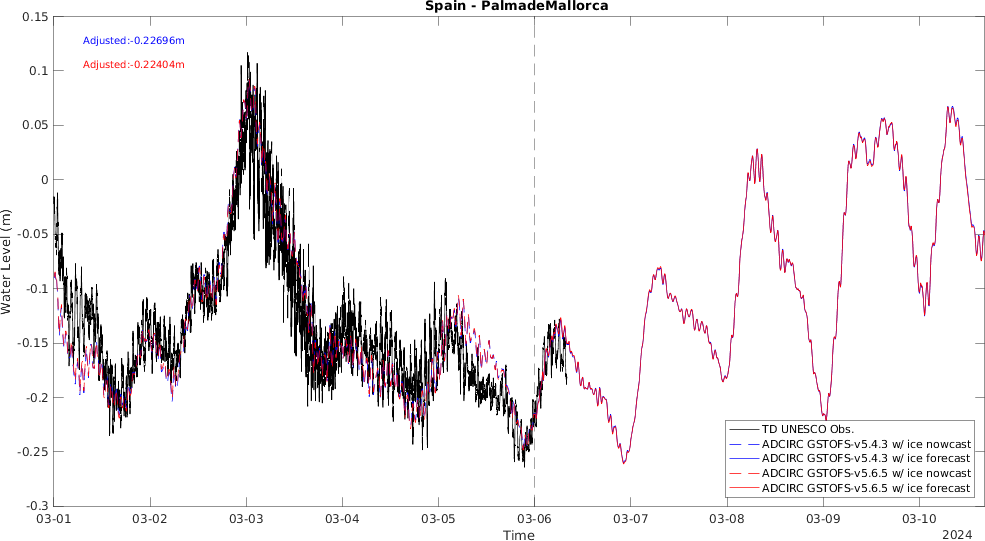 Spain - PalmadeMallorca
Adjusted:-0.22696m
Adjusted:-0.22404m
Water Level (m)
0.15
0.1
0.05
0
-0.05
-0.1
-0.15
-0.2
-0.25
-0.3
TD UNESCO Obs.
ADCIRC GSTOFS-v5.4.3 w/ ice nowcast
ADCIRC GSTOFS-v5.4.3 w/ ice forecast
ADCIRC GSTOFS-v5.6.5 w/ ice nowcast
ADCIRC GSTOFS-v5.6.5 w/ ice forecast
03-01 03-02 03-03 03-04 03-05 03-06 03-07 03-08 03-09 03-10
Time
2024